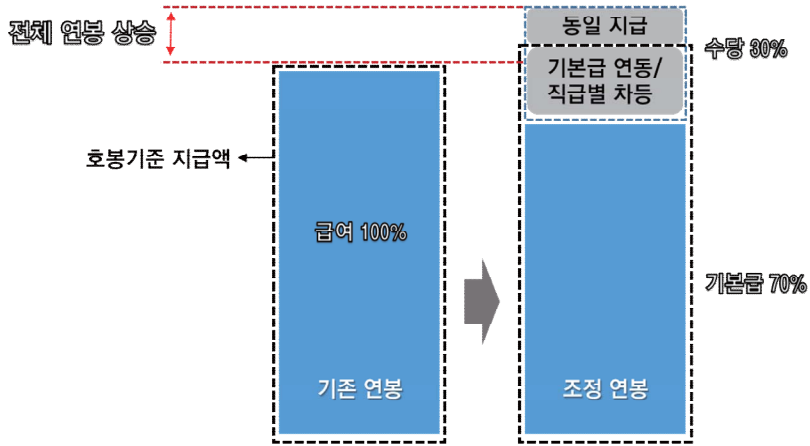 전체 연봉 상승
동일 지급
수당 30%
기본급 연동/
직급별 차등
호봉기준 지급액
급여 100%
기본급 70%
기존 연봉
조정 연봉